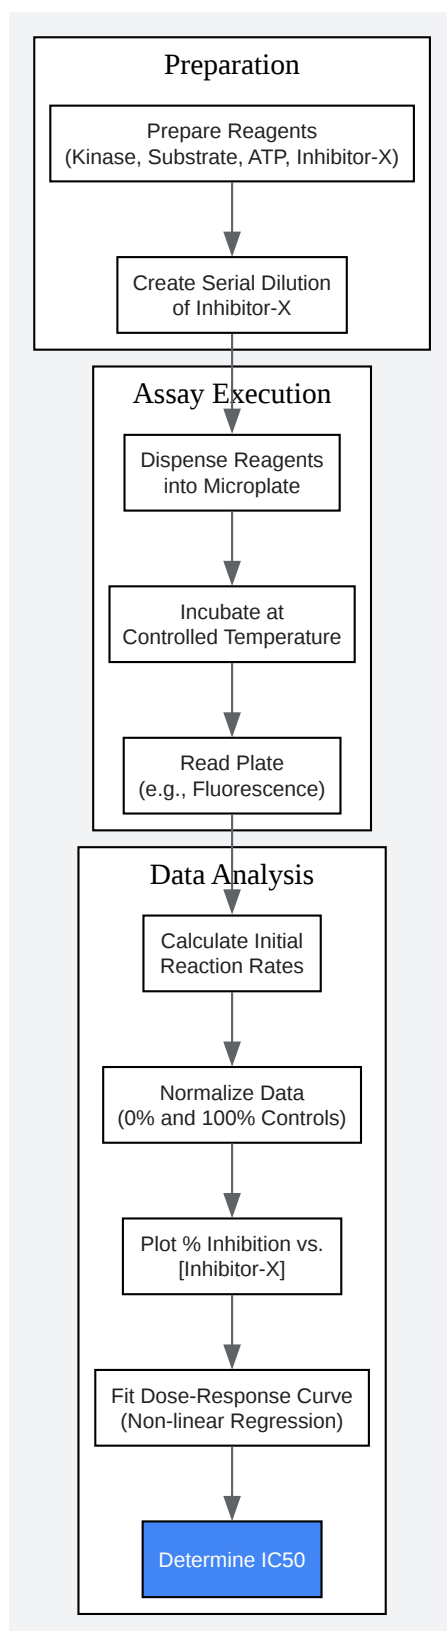 Preparation
Prepare Reagents
(Kinase, Substrate, ATP, Inhibitor-X)
Create Serial Dilution
of Inhibitor-X
Assay Execution
Dispense Reagents
into Microplate
Incubate at
Controlled Temperature
Read Plate
(e.g., Fluorescence)
Data Analysis
Calculate Initial
Reaction Rates
Normalize Data
(0% and 100% Controls)
Plot % Inhibition vs.
[Inhibitor-X]
Fit Dose-Response Curve
(Non-linear Regression)
Determine IC50